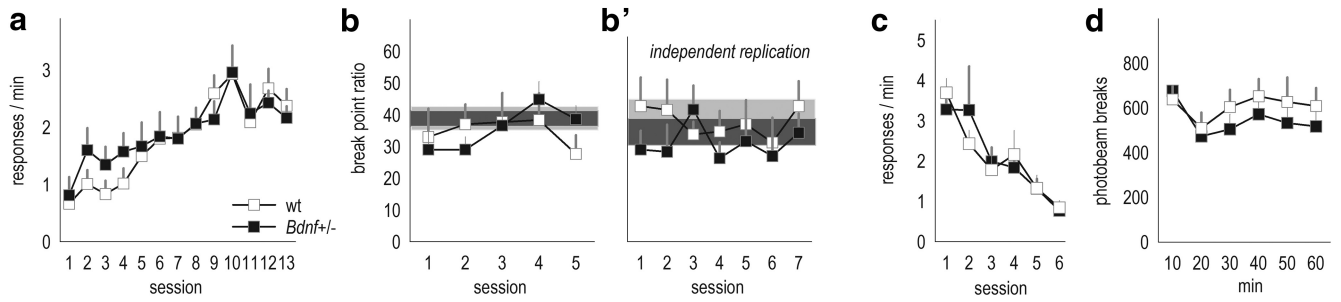 a
responses / min
3
2
1
0
1 2 3 4 5 6 7 8 9 10 11 12 13
session
wt
Bdnf+/-
b
break point ratio
60
50
40
30
20
10
0
1 2 3 4 5
session
b’
independent replication
1 2 3 4 5 6 7
session
c
responses / min
5
4
3
2
1
0
1 2 3 4 5 6
session
d
photobeam breaks
800
600
400
200
0
10 20 30 40 50 60
min